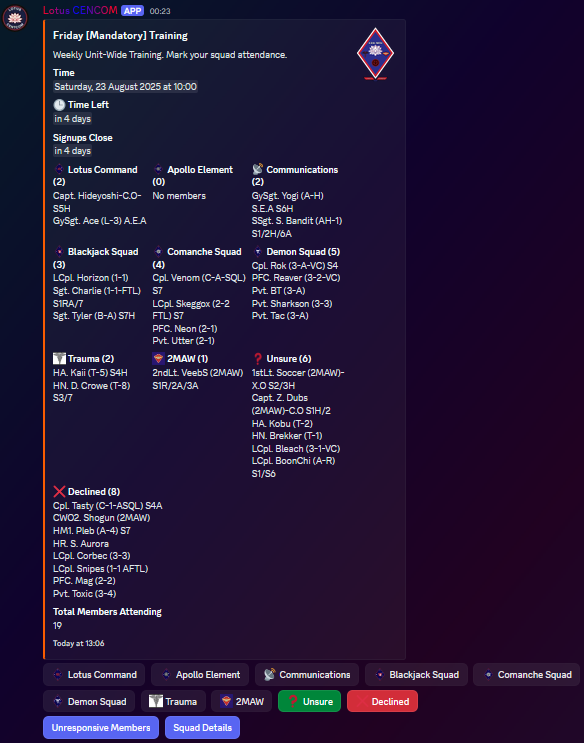 Lotus CENCOM APP 00:23
Friday [Mandatory] Training
Weekly Unit-Wide Training. Mark your squad attendance.
Time
Saturday, 23 August 2025 at 10:00
Time Left
in 4 days
Signups Close
in 4 days
Lotus Command
(2)
Capt. Hideyoshi-C.O-
S5H
GySgt. Ace (L-3) A.E.A
Apollo Element
(0)
No members
Communications
(2)
GySgt. Yogi (A-H)
S.E.A S6H
SSgt. S. Bandit (AH-1)
S1/2H/6A
Blackjack Squad
(3)
LCpl. Horizon (1-1)
Sgt. Charlie (1-1-FTL)
S1RA/7
Sgt. Tyler (B-A) S7H
Comanche Squad
(4)
Cpl. Venom (C-A-SQL)
S7
LCpl. Skeggox (2-2
FTL) S7
PFC. Neon (2-1)
Pvt. Utter (2-1)
Demon Squad (5)
Cpl. Rok (3-A-VC) S4
PFC. Reaver (3-2-VC)
Pvt. BT (3-A)
Pvt. Sharkson (3-3)
Pvt. Tac (3-A)
Trauma (2)
HA. Kaii (T-5) S4H
HN. D. Crowe (T-8)
S3/7
2MAW (1)
2ndLt. VeebS (2MAW)
S1R/2A/3A
Unsure (6)
1stLt. Soccer (2MAW)-
X.O S2/3H
Capt. Z. Dubs
(2MAW)-C.O S1H/2
HA. Kobu (T-2)
HN. Brekker (T-1)
LCpl. Bleach (3-1-VC)
LCpl. BoonChi (A-R)
S1/S6
Declined (8)
Cpl. Tasty (C-1-ASQL) S4A
CWO2. Shogun (2MAW)
HM1. Pleb (A-4) S7
HR. S. Aurora
LCpl. Corbec (3-3)
LCpl. Snipes (1-1 AFTL)
PFC. Mag (2-2)
Pvt. Toxic (3-4)
Total Members Attending
19
Today at 13:06
Lotus Command
Apollo Element
Communications
Blackjack Squad
Comanche Squad
Demon Squad
Trauma
2MAW
Unsure
Declined
Unresponsive Members
Squad Details